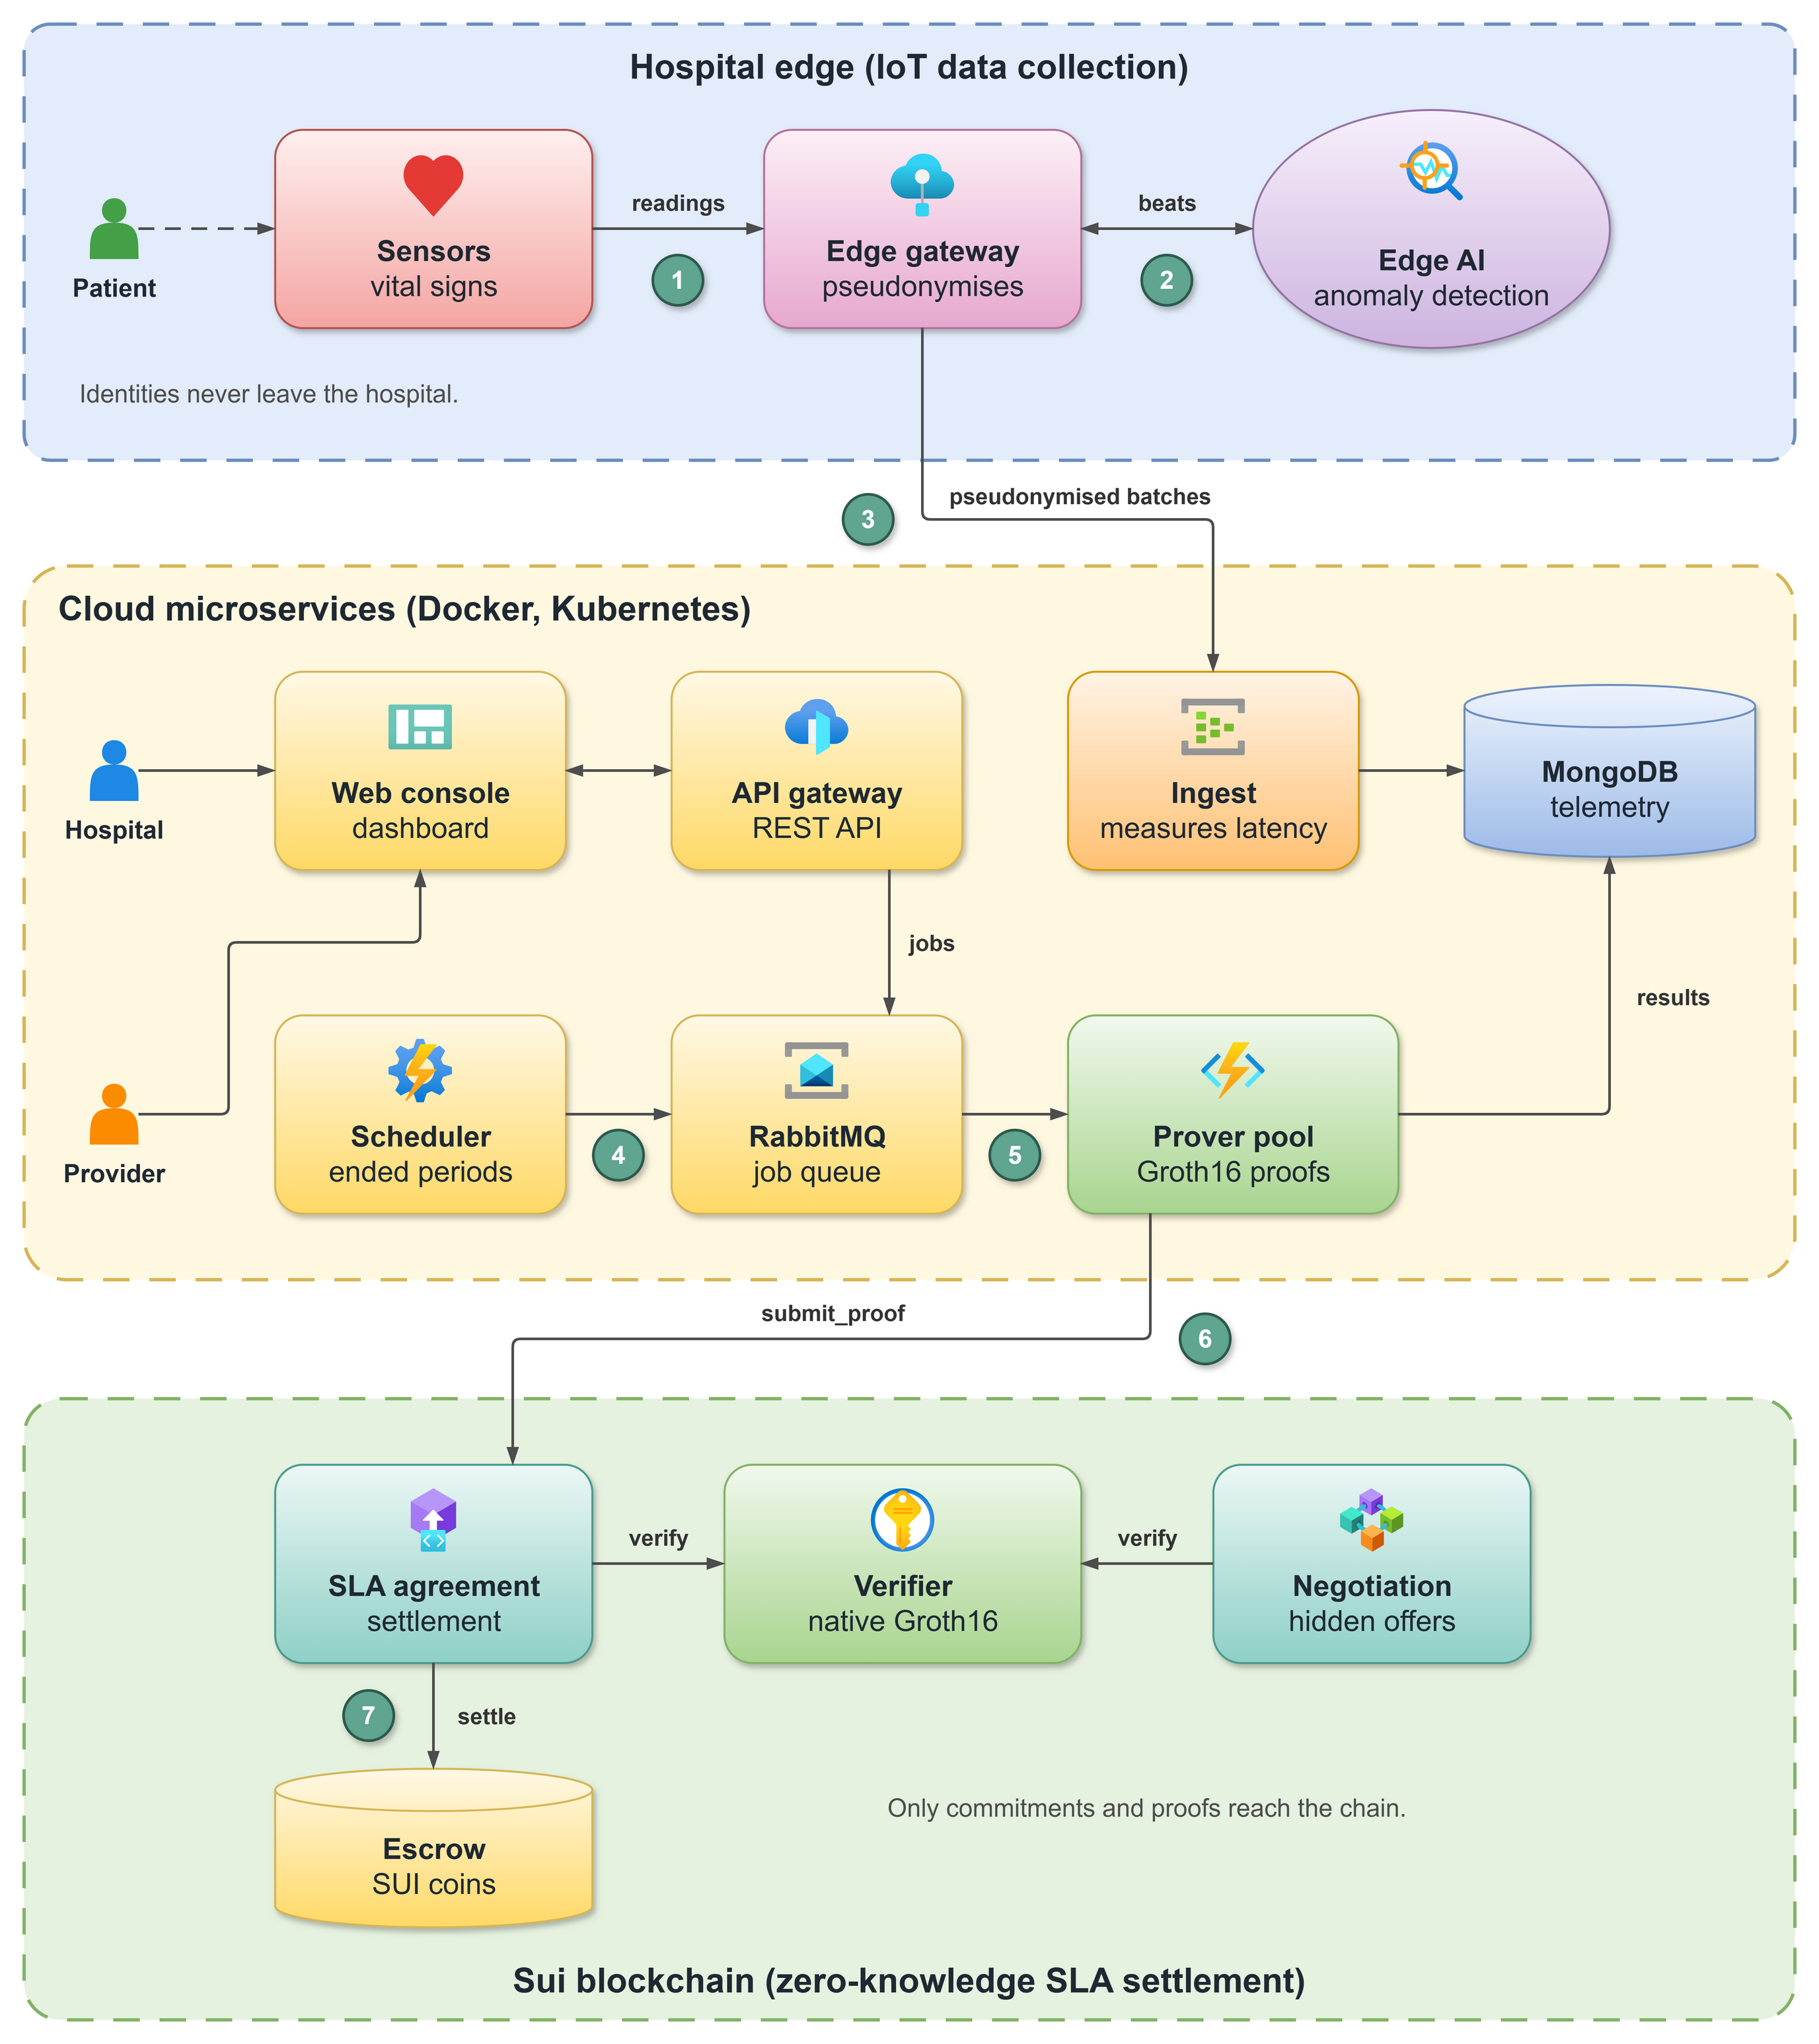 Hospital edge (IoT data collection)
Patient
Sensors
vital signs
readings
1
Edge gateway
pseudonymises
beats
2
Edge AI
anomaly detection
Identities never leave the hospital.
3
pseudonymised batches
Cloud microservices (Docker, Kubernetes)
Hospital
Web console
dashboard
API gateway
REST API
Ingest
measures latency
MongoDB
telemetry
jobs
results
Provider
Scheduler
ended periods
4
RabbitMQ
job queue
5
Prover pool
Groth16 proofs
submit_proof
6
SLA agreement
settlement
verify
Verifier
native Groth16
verify
Negotiation
hidden offers
7
settle
Escrow
SUI coins
Only commitments and proofs reach the chain.
Sui blockchain (zero-knowledge SLA settlement)